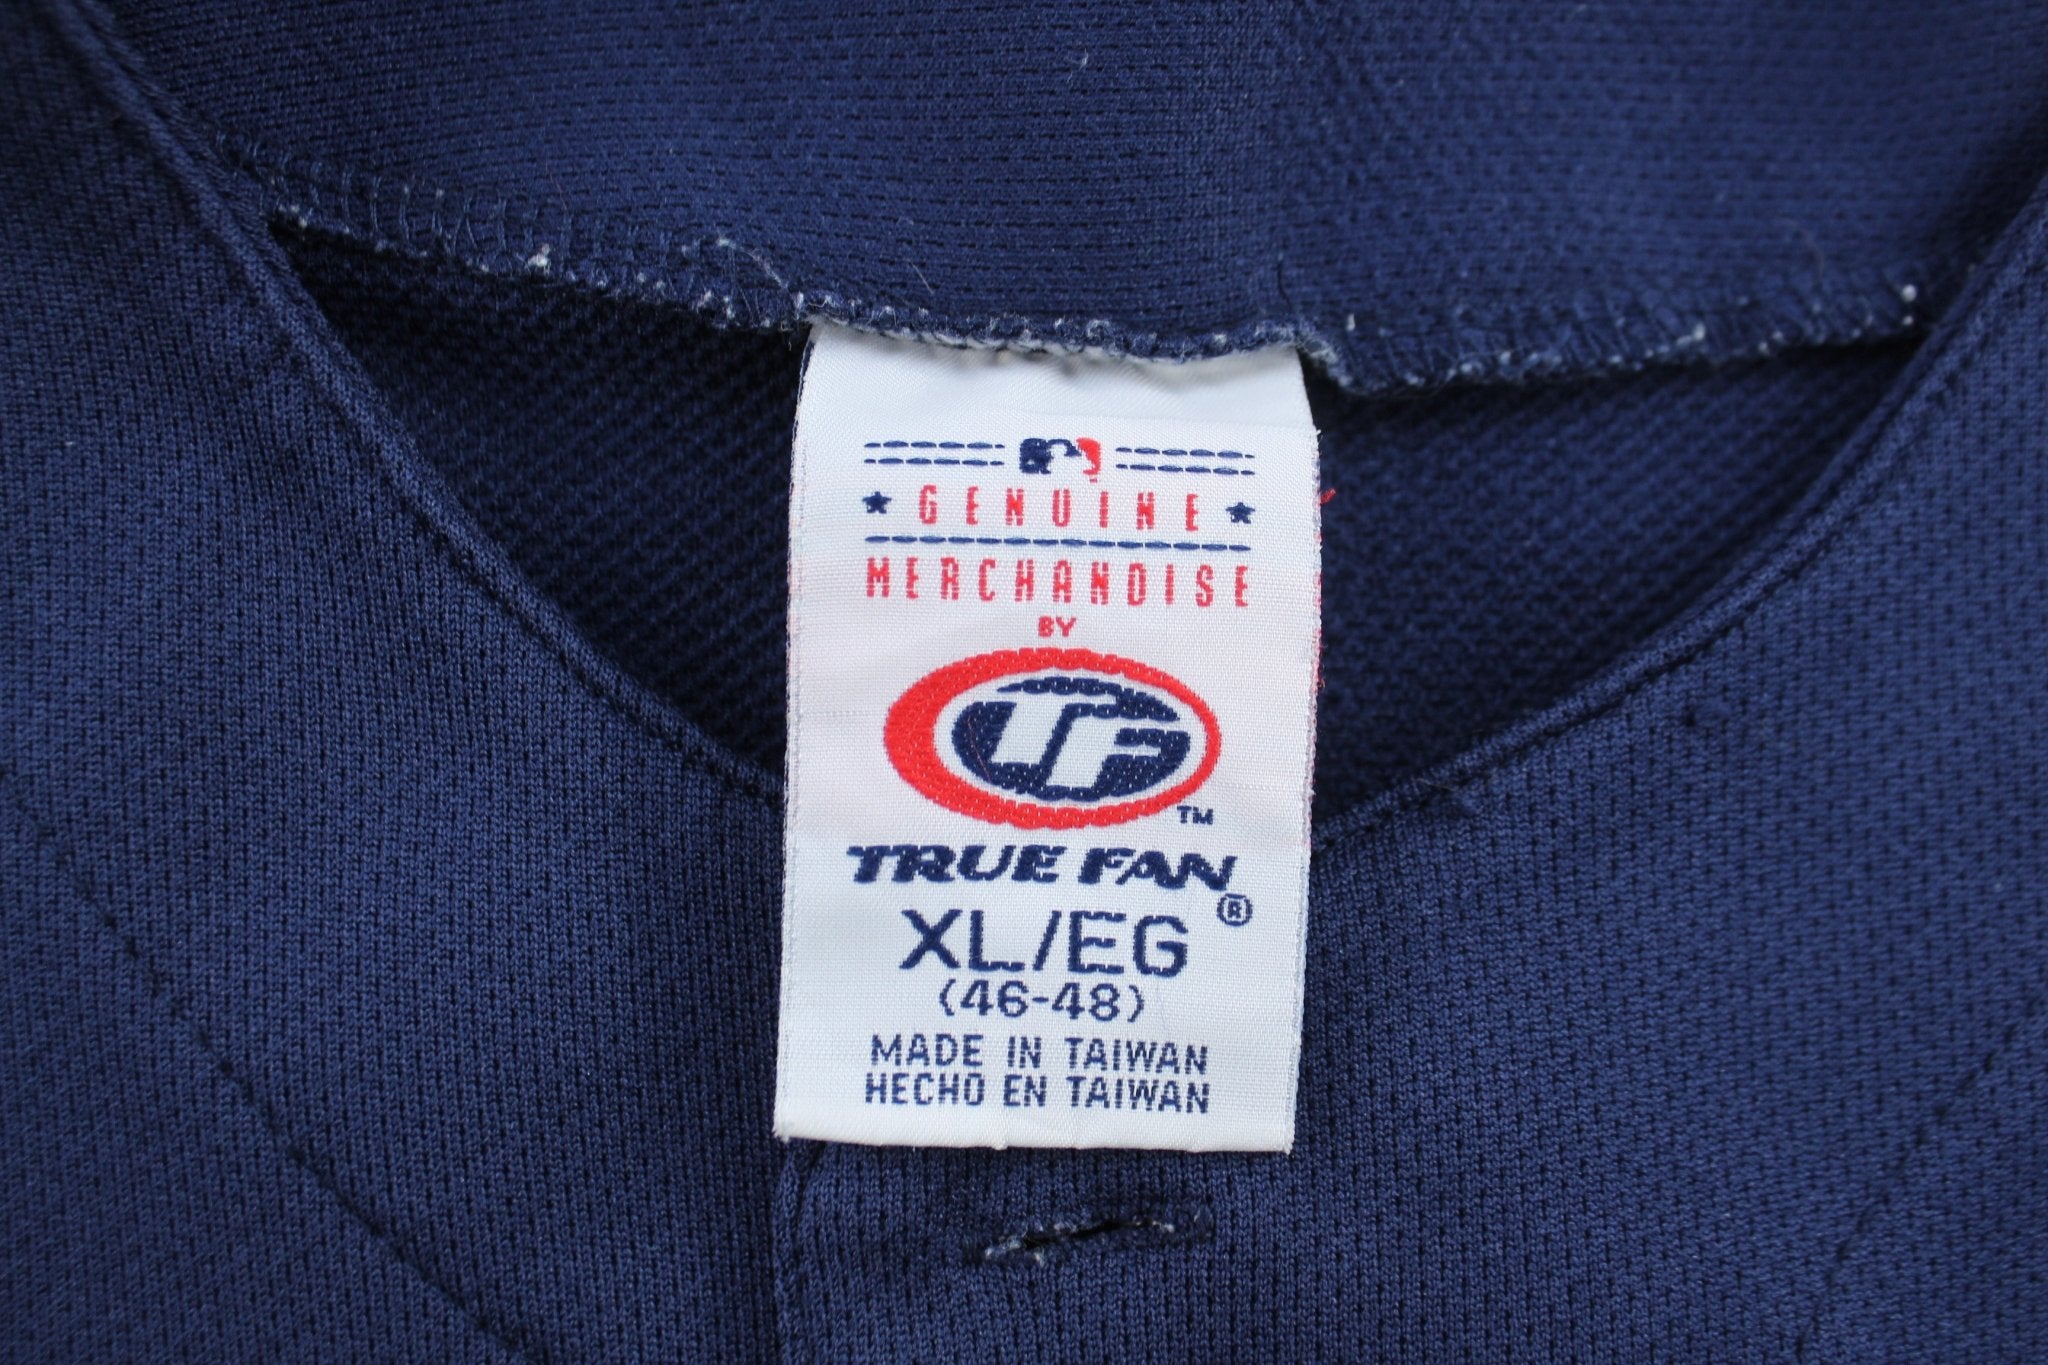 GENUINE
MERCHANDISE
BY
TF ™
TRUE FAN®
XL/EG
(46-48)
MADE IN TAIWAN
HECHO EN TAIWAN